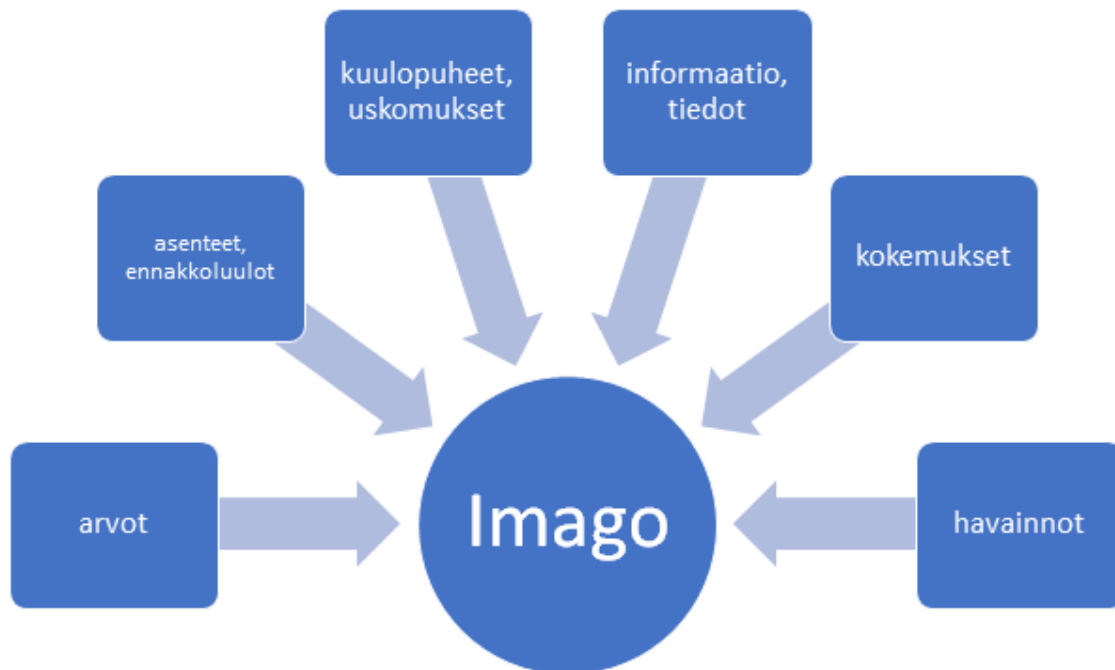 kuulopuheet,
uskomukset
informaatio,
tiedot
asenteet,
ennakkoluulot
kokemukset
arvot
Imago
havainnot